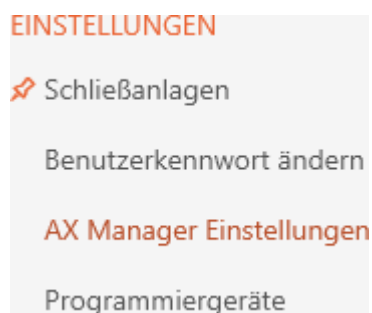 EINSTELLUNGEN
Schließanlagen
Benutzerkennwort ändern
AX Manager Einstellungen
Programmiergeräte